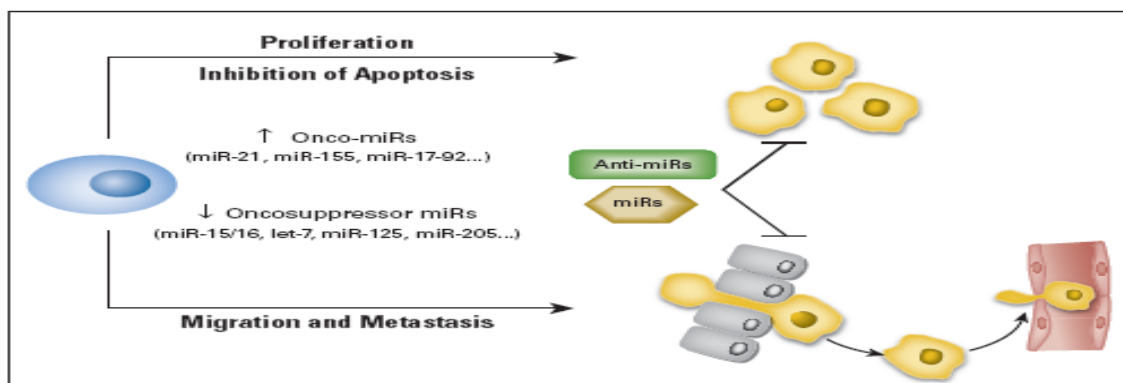 Proliferation
Inhibition of Apoptosis
↑ Onco-miRs
(miR-21, miR-155, miR-17-92...)
Anti-miRs
miRs
↓ Oncosuppressor miRs
(miR-15/16, let-7, miR-125, miR-205...)
Migration and Metastasis